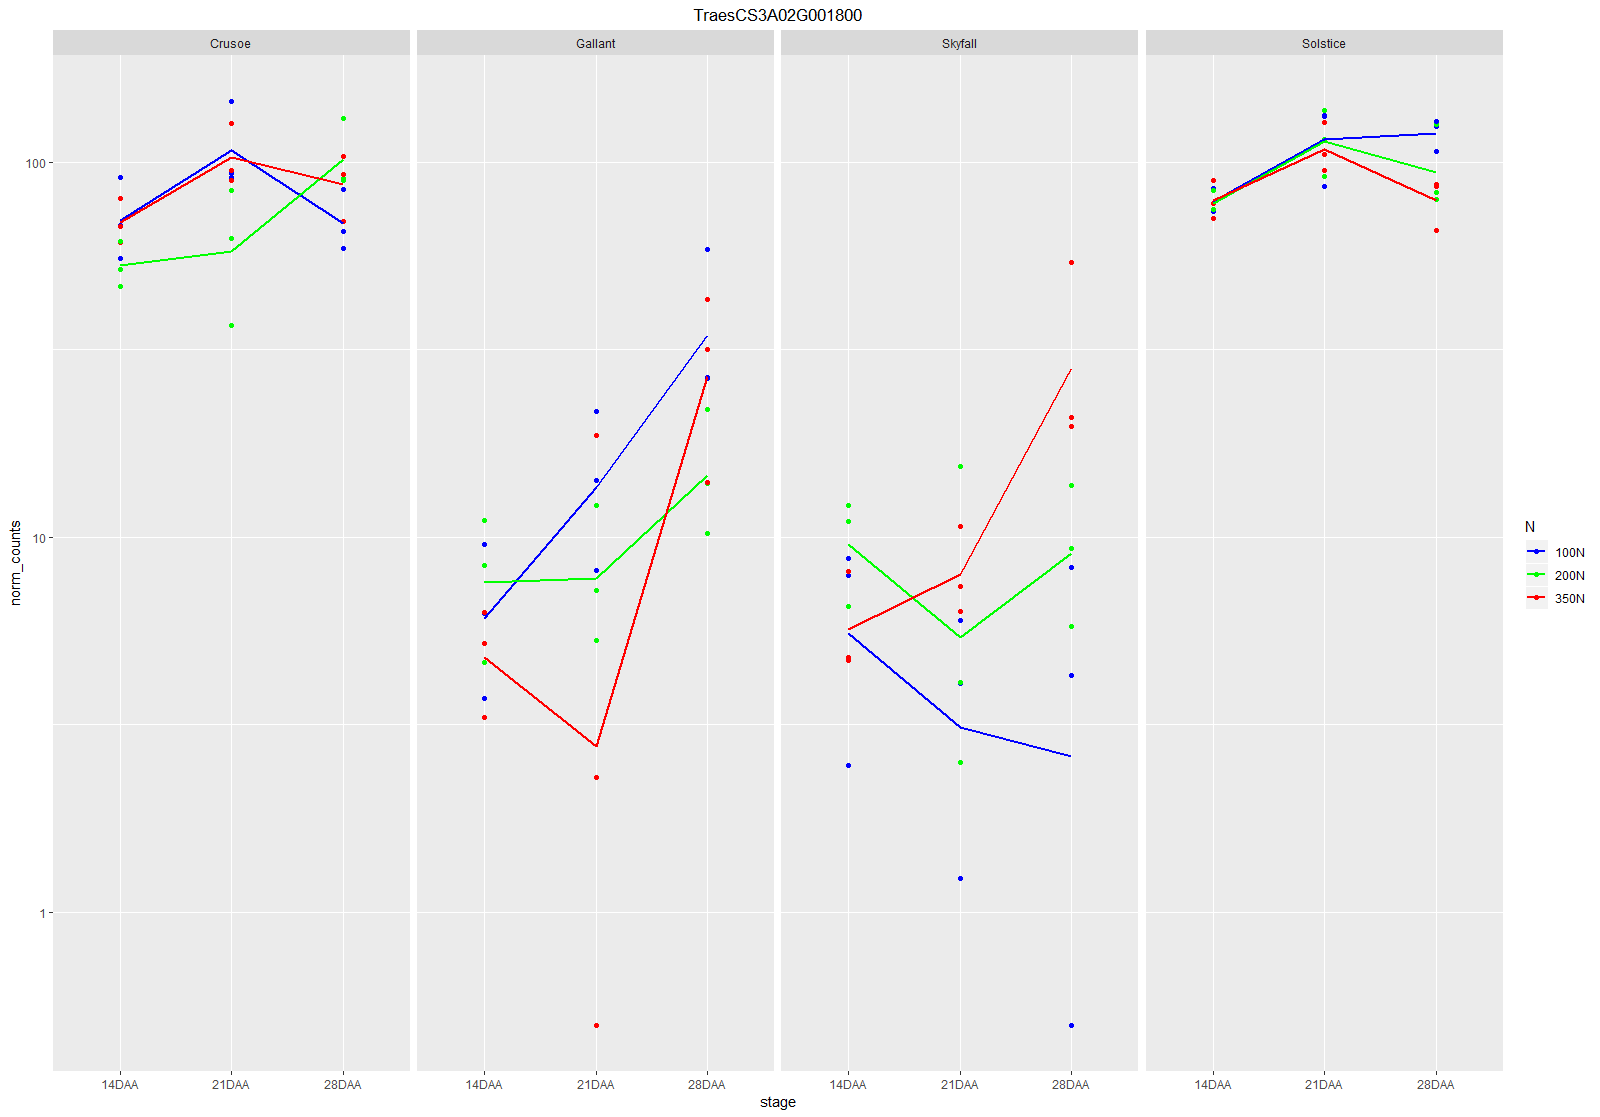 TraesCS3A02G001800
Crusoe
Gallant
Skyfall
Solstice
norm_counts
100
10
1
14DAA
21DAA
28DAA
14DAA
21DAA
28DAA
14DAA
21DAA
28DAA
14DAA
21DAA
28DAA
stage
N
100N
200N
350N